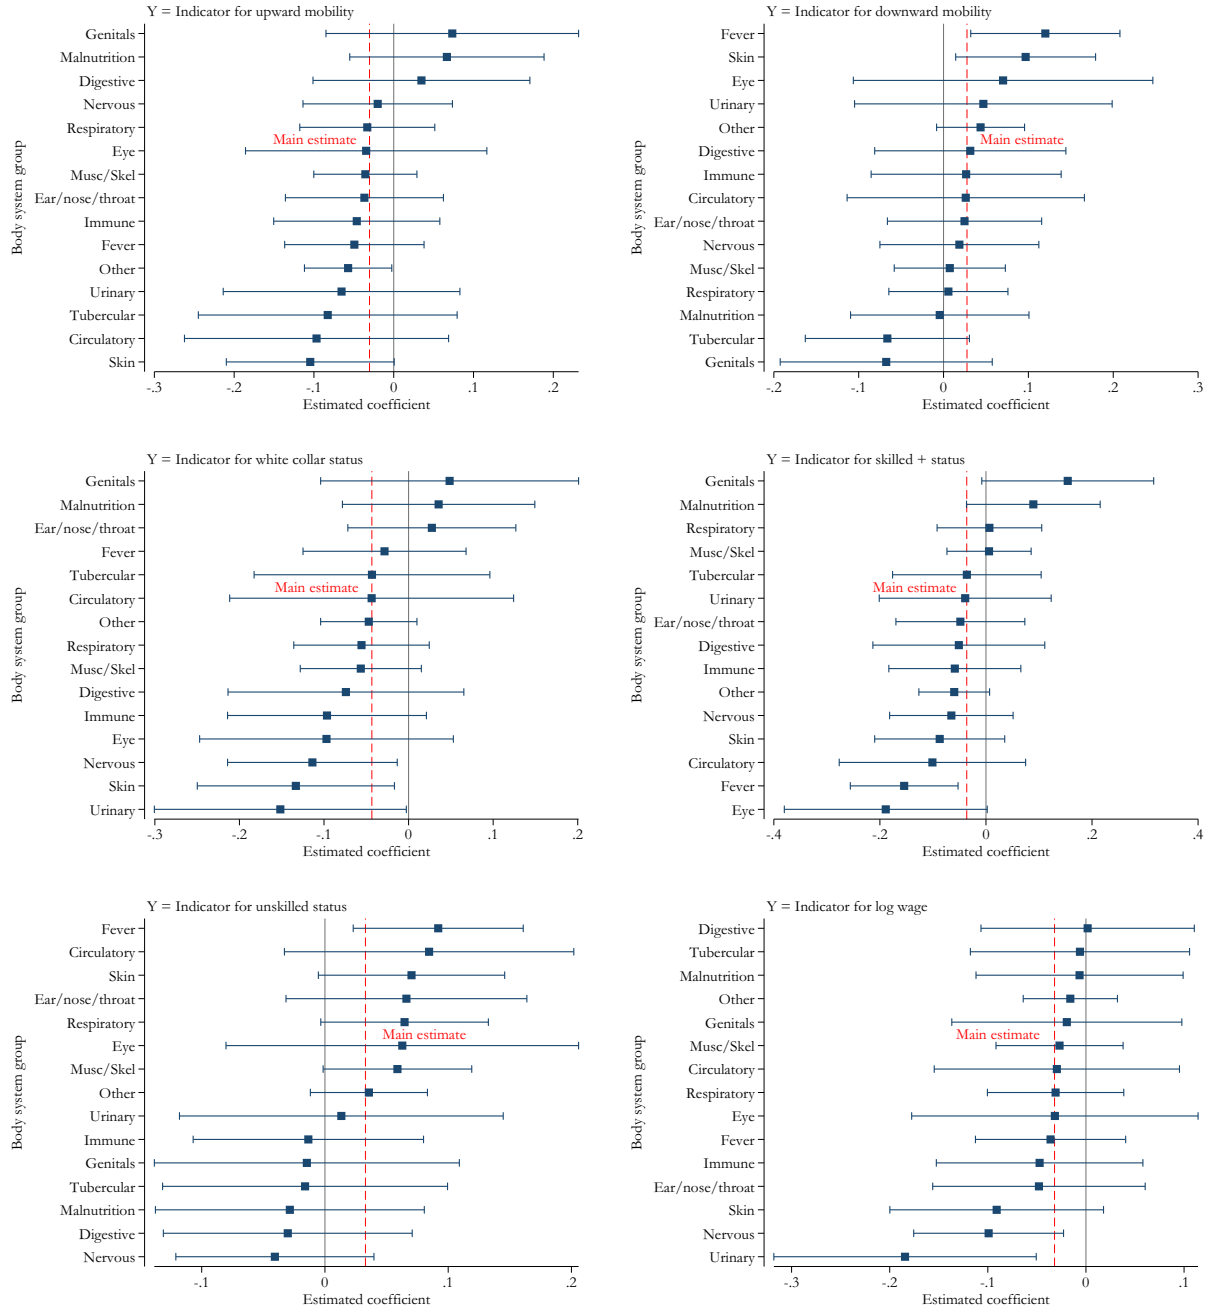 Y = Indicator for upward mobility
Body system group
Genitals
Malnutrition
Digestive
Nervous
Respiratory
Main estimate
Eye
Musc/Skel
Ear/nose/throat
Immune
Fever
Other
Urinary
Tubercular
Circulatory
Skin
-.3 -.2 -.1 0 .1 .2
Estimated coefficient
Y = Indicator for downward mobility
Body system group
Fever
Skin
Eye
Urinary
Other
Main estimate
Digestive
Immune
Circulatory
Ear/nose/throat
Nervous
Musc/Skel
Respiratory
Malnutrition
Tubercular
Genitals
-.2 -.1 0 .1 .2 .3
Estimated coefficient
Y = Indicator for white collar status
Body system group
Genitals
Malnutrition
Ear/nose/throat
Fever
Tubercular
Main estimate
Circulatory
Other
Respiratory
Musc/Skel
Digestive
Immune
Eye
Nervous
Skin
Urinary
-.3 -.2 -.1 0 .1 .2
Estimated coefficient
Y = Indicator for skilled + status
Body system group
Genitals
Malnutrition
Respiratory
Musc/Skel
Tubercular
Main estimate
Urinary
Ear/nose/throat
Digestive
Immune
Other
Nervous
Skin
Circulatory
Fever
Eye
-.4 -.2 0 .2 .4
Estimated coefficient
Y = Indicator for unskilled status
Body system group
Fever
Circulatory
Skin
Ear/nose/throat
Respiratory
Main estimate
Eye
Musc/Skel
Other
Urinary
Immune
Genitals
Tubercular
Malnutrition
Digestive
Nervous
-.1 0 .1 .2
Estimated coefficient
Y = Indicator for log wage
Body system group
Digestive
Tubercular
Malnutrition
Other
Genitals
Main estimate
Musc/Skel
Circulatory
Respiratory
Eye
Fever
Immune
Ear/nose/throat
Skin
Nervous
Urinary
-.3 -.2 -.1 0 .1
Estimated coefficient